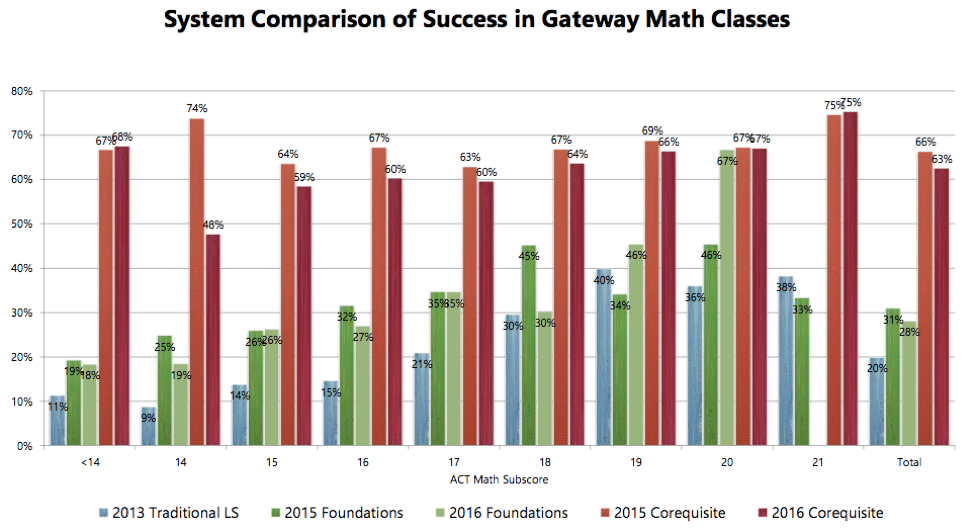 System Comparison of Success in Gateway Math Classes
80%
70%
60%
50%
40%
30%
20%
10%
0%
11% 19% 18% 67% 68%
9% 25% 19% 74% 48%
14% 26% 26% 64% 59%
15% 32% 27% 67% 60%
21% 35% 35% 63% 60%
30% 45% 30% 67% 64%
40% 34% 46% 69% 66%
36% 46% 67% 67% 67%
38% 33% 75% 75%
20% 31% 28% 66% 63%
<14 14 15 16 17 18 19 20 21 Total
ACT Math Subscore
2013 Traditional LS 2015 Foundations 2016 Foundations 2015 Corequisite 2016 Corequisite